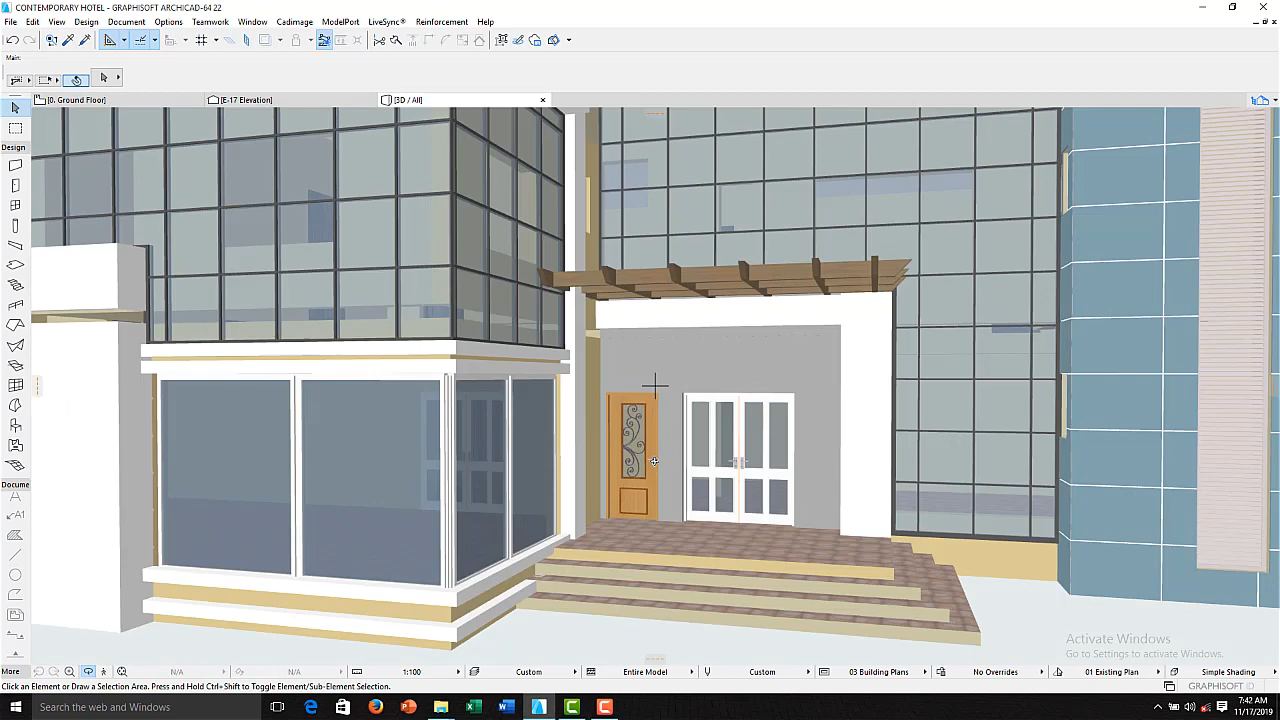 CONTEMPORARY HOTEL - GRAPHISOFT ARCHICAD-64 22
File Edit View Design Document Options Teamwork Window Cadimage ModelPort LiveSync® Reinforcement Help
Main:
[0. Ground Floor] [E-17 Elevation] [3D / All]
Design
Docume
A
A1
More
N/A N/A 1:100 Custom Entire Model Custom 03 Building Plans No Overrides 01 Existing Plan Simple Shading
Activate Windows
Go to Settings to activate Windows.
Click an Element or Draw a Selection Area. Press and Hold Ctrl+Shift to Toggle Element/Sub-Element Selection.
GRAPHISOFT ID
Search the web and Windows
7:42 AM
11/17/2019